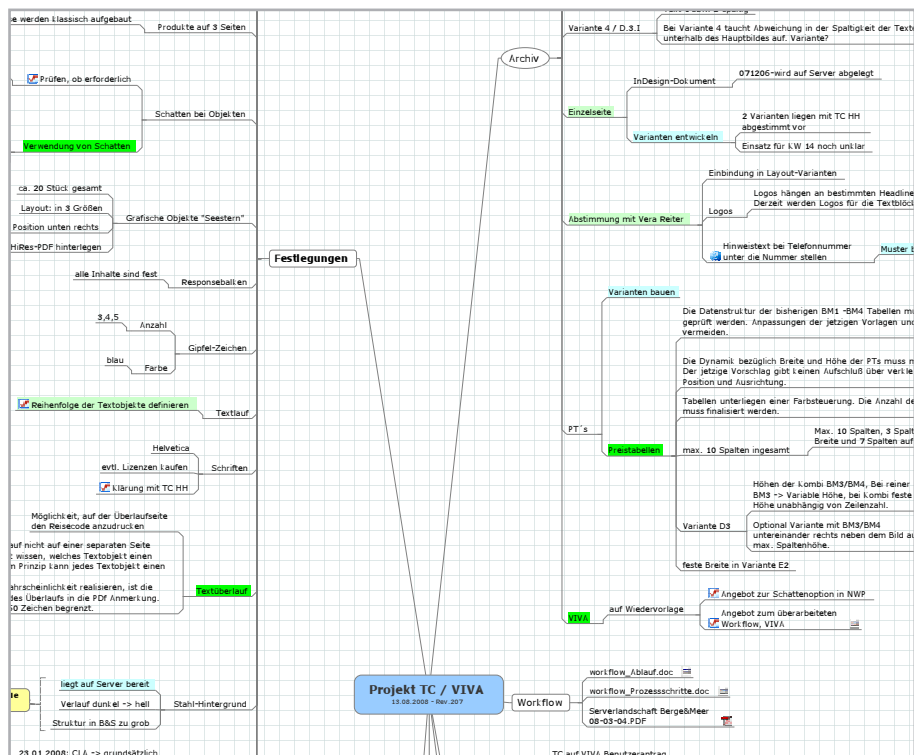 se werden klassisch aufgebaut
Produkte auf 3 Seiten
Prüfen, ob erforderlich
Schatten bei Objekten
Verwendung von Schatten
ca. 20 Stück gesamt
Layout: in 3 Größen
Grafische Objekte "Seestern"
Position unten rechts
HiRes-PDF hinterlegen
Festlegungen
alle Inhalte sind fest
Responsebalken
3,4,5
Anzahl
Gipfel-Zeichen
blau
Farbe
Reihenfolge der Textobjekte definieren
Textlauf
Helvetica
evtl. Lizenzen kaufen
Schriften
Klärung mit TC HH
Möglichkeit, auf der Überlaufseite
den Reisecode anzudrucken
auf nicht auf einer separaten Seite
t wissen, welches Textobjekt einen
n Prinzip kann jedes Textobjekt einen
ahrscheinlichkeit realisieren, ist die
des Überlaufs in die PDf Anmerkung.
50 Zeichen begrenzt.
Textüberlauf
liegt auf Server bereit
Verlauf dunkel -> hell
Stahl-Hintergrund
Struktur in B&S zu grob
23.01.2008: CLA -> grundsätzlich
Projekt TC / VIVA
13.08.2008 - Rev.207
Archiv
Variante 4 / D.3.I
Bei Variante 4 taucht Abweichung in der Spaltigkeit der Texte
unterhalb des Hauptbildes auf. Variante?
InDesign-Dokument
071206-wird auf Server abgelegt
Einzelseite
Varianten entwickeln
2 Varianten liegen mit TC HH
abgestimmt vor
Einsatz für KW 14 noch unklar
Einbindung in Layout-Varianten
Abstimmung mit Vera Reiter
Logos
Logos hängen an bestimmten Headline
Derzeit werden Logos für die Textblöck
Hinweistext bei Telefonnummer
unter die Nummer stellen
Muster b
Varianten bauen
PT´s
Preistabellen
Die Datenstruktur der bisherigen BM1 -BM4 Tabellen mu
geprüft werden. Anpassungen der jetzigen Vorlagen und
vermeiden.
Die Dynamik bezüglich Breite und Höhe der PTs muss n
Der jetzige Vorschlag gibt keinen Aufschluß über verkle
Position und Ausrichtung.
Tabellen unterliegen einer Farbsteuerung. Die Anzahl de
muss finalisiert werden.
max. 10 Spalten ingesamt
Max. 10 Spalten, 3 Spalt
Breite und 7 Spalten auf
Variante D3
Höhen der Kombi BM3/BM4, Bei reiner
BM3 -> Variable Höhe, bei Kombi feste
Höhe unabhängig von Zeilenzahl.
Optional Variante mit BM3/BM4
untereinander rechts neben dem Bild au
max. Spaltenhöhe.
feste Breite in Variante E2
VIVA
auf Wiedervorlage
Angebot zur Schattenoption in NWP
Angebot zum überarbeiteten
Workflow, VIVA
Workflow
workflow_Ablauf.doc
workflow_Prozessschritte.doc
Serverlandschaft Berge&Meer
08-03-04.PDF
TC auf VIVA Benutzerantrag